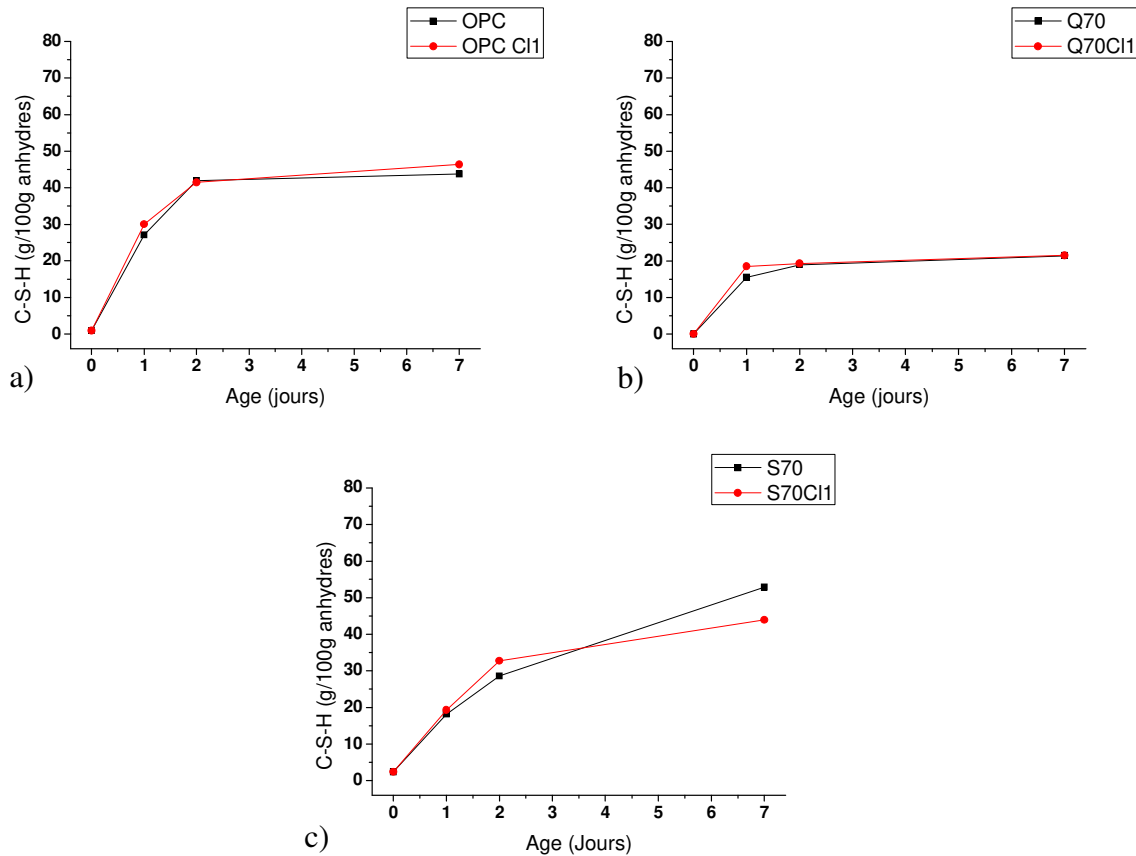 OPC
OPC Cl1
80
70
60
50
40
30
20
10
0
C-S-H (g/100g anhydres)
0 1 2 3 4 5 6 7
Age (jours)
a)
Q70
Q70Cl1
80
70
60
50
40
30
20
10
0
C-S-H (g/100g anhydres)
0 1 2 3 4 5 6 7
Age (jours)
b)
S70
S70Cl1
80
70
60
50
40
30
20
10
0
C-S-H (g/100g anhydres)
0 1 2 3 4 5 6 7
Age (Jours)
c)